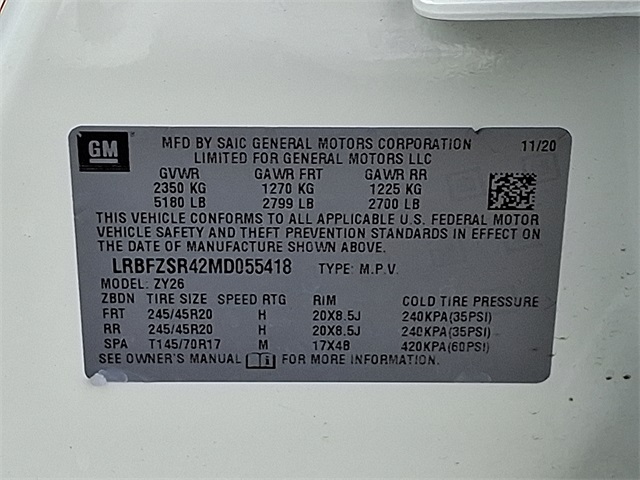 GM MFD BY SAIC GENERAL MOTORS CORPORATION 11/20
LIMITED FOR GENERAL MOTORS LLC
GVWR GAWR FRT GAWR RR
2350 KG 1270 KG 1225 KG
5180 LB 2799 LB 2700 LB
THIS VEHICLE CONFORMS TO ALL APPLICABLE U.S. FEDERAL MOTOR
VEHICLE SAFETY AND THEFT PREVENTION STANDARDS IN EFFECT ON
THE DATE OF MANUFACTURE SHOWN ABOVE.
LRBFZSR42MD055418 TYPE: M.P.V.
MODEL: ZY26
ZBDN TIRE SIZE SPEED RTG RIM COLD TIRE PRESSURE
FRT 245/45R20 H 20X8.5J 240KPA(35PSI)
RR 245/45R20 H 20X8.5J 240KPA(35PSI)
SPA T145/70R17 M 17X4B 420KPA(60PSI)
SEE OWNER'S MANUAL FOR MORE INFORMATION.